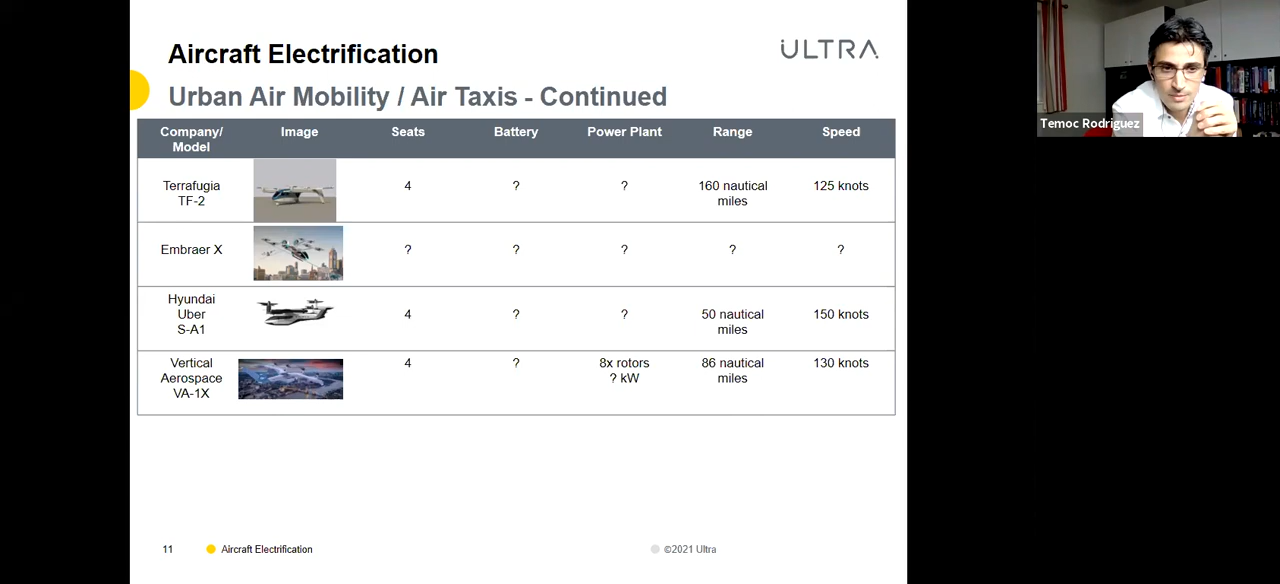 Aircraft Electrification
ULTRA
Urban Air Mobility / Air Taxis - Continued
Company/
Model
Image
Seats
Battery
Power Plant
Range
Speed
Terrafugia
TF-2
4
?
?
160 nautical
miles
125 knots
Embraer X
?
?
?
?
?
Hyundai
Uber
S-A1
4
?
?
50 nautical
miles
150 knots
Vertical
Aerospace
VA-1X
4
?
8x rotors
? kW
86 nautical
miles
130 knots
11
Aircraft Electrification
©2021 Ultra
Temoc Rodriguez